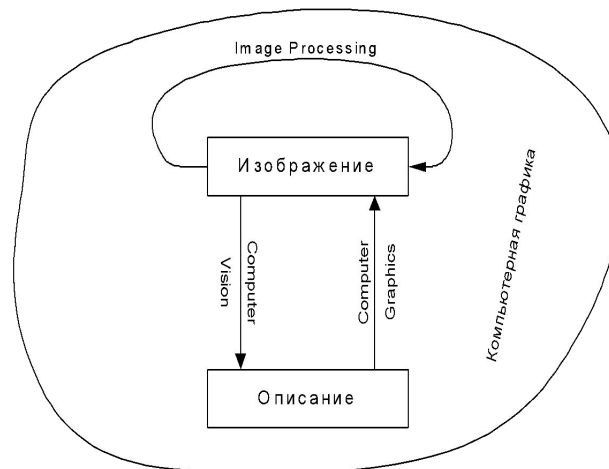 Image Processing
Изображение
Computer
Vision
Computer
Graphics
Компьютерная графика
Описание